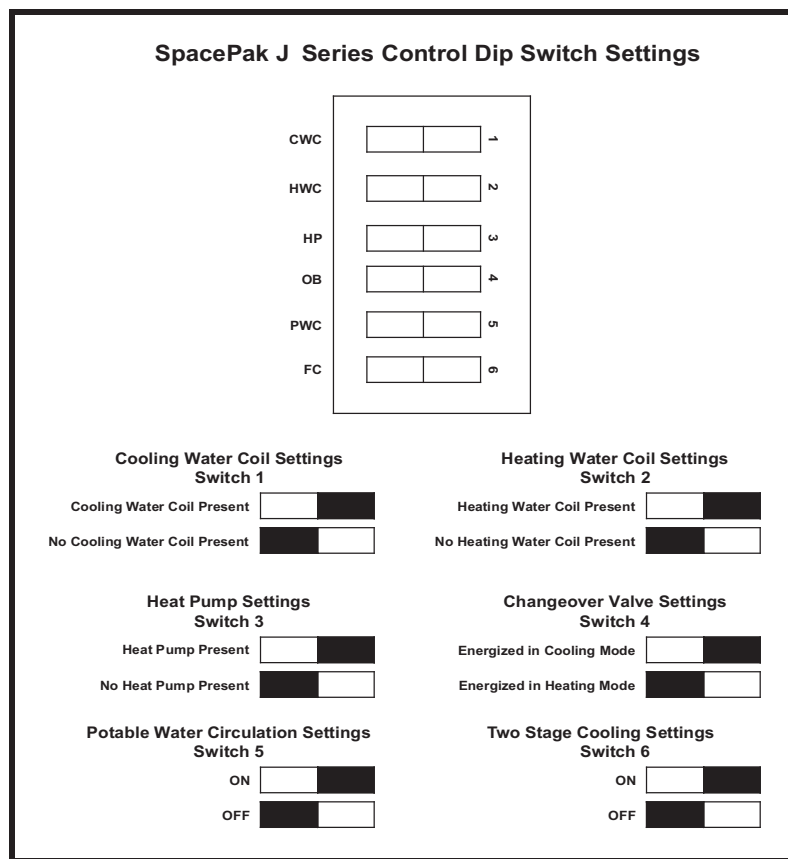 SpacePak J Series Control Dip Switch Settings
CWC 1
HWC 2
HP 3
OB 4
PWC 5
FC 6
Cooling Water Coil Settings
Switch 1
Cooling Water Coil Present
No Cooling Water Coil Present
Heating Water Coil Settings
Switch 2
Heating Water Coil Present
No Heating Water Coil Present
Heat Pump Settings
Switch 3
Heat Pump Present
No Heat Pump Present
Changeover Valve Settings
Switch 4
Energized in Cooling Mode
Energized in Heating Mode
Potable Water Circulation Settings
Switch 5
ON
OFF
Two Stage Cooling Settings
Switch 6
ON
OFF